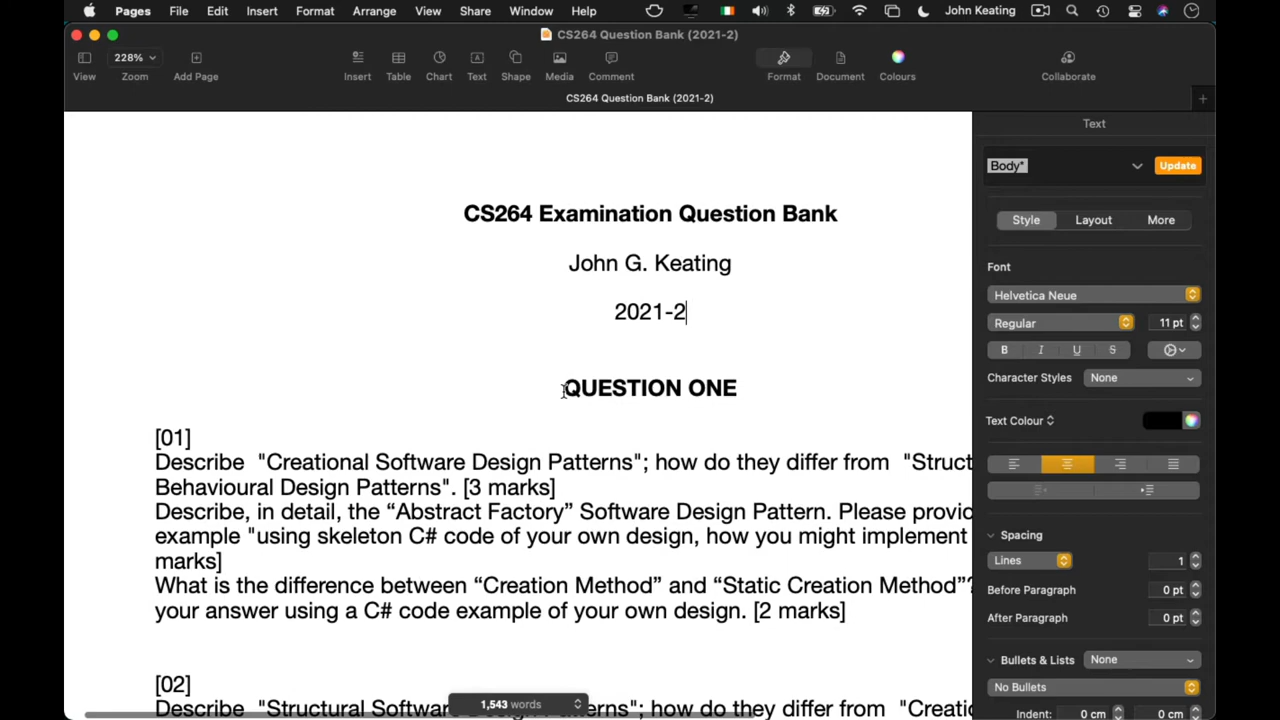 Pages File Edit Insert Format Arrange View Share Window Help John Keating
CS264 Question Bank (2021-2)
228%
View Zoom Add Page Insert Table Chart Text Shape Media Comment Format Document Colours Collaborate
CS264 Question Bank (2021-2)
Text
Body*
Update
Style Layout More
Font
Helvetica Neue
Regular 11 pt
B I U S
Character Styles None
Text Colour
Spacing
Lines 1
Before Paragraph 0 pt
After Paragraph 0 pt
Bullets & Lists None
No Bullets
Indent: 0 cm 0 cm
CS264 Examination Question Bank
John G. Keating
2021-2
QUESTION ONE
[01]
Describe "Creational Software Design Patterns"; how do they differ from "Struct
Behavioural Design Patterns". [3 marks]
Describe, in detail, the “Abstract Factory” Software Design Pattern. Please provid
example "using skeleton C# code of your own design, how you might implement
marks]
What is the difference between “Creation Method” and “Static Creation Method”?
your answer using a C# code example of your own design. [2 marks]
[02]
Describe "Structural Software Design Patterns"; how do they differ from "Creatio
1,543 words